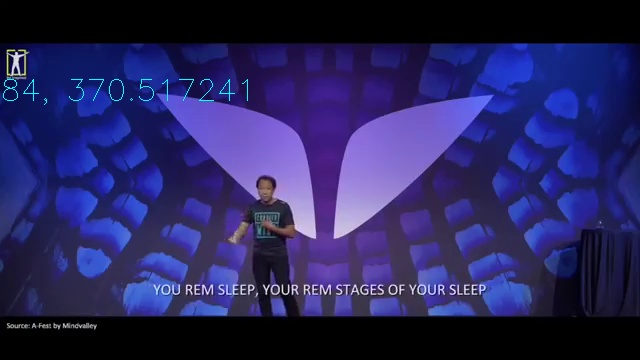 84, 370.517241
YOU REM SLEEP, YOUR REM STAGES OF YOUR SLEEP
Source: A-Fest by Mindvalley